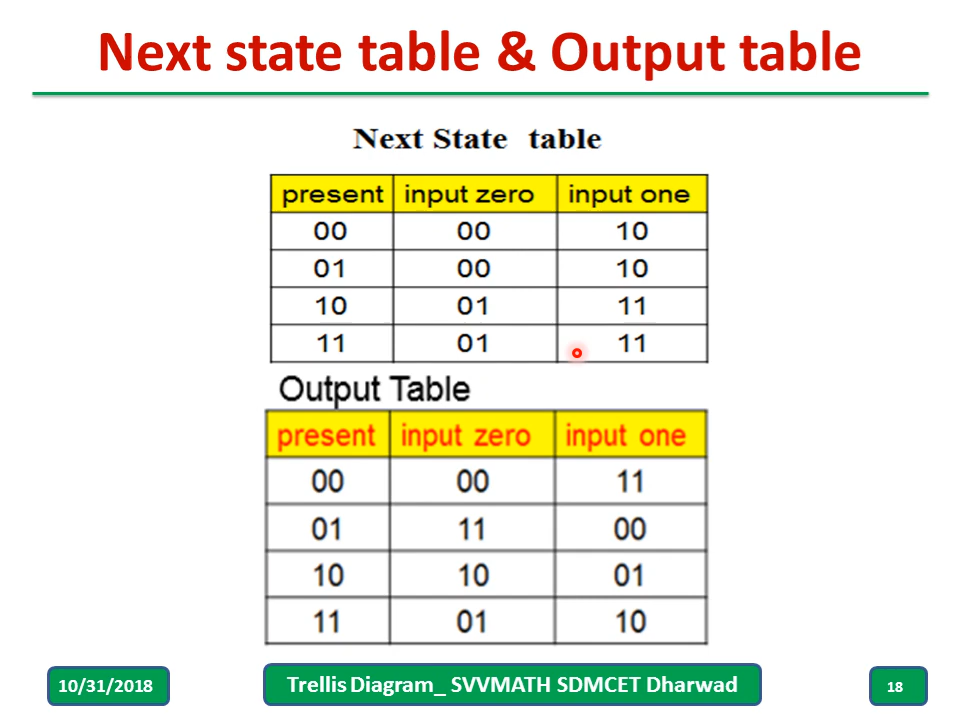 Next state table & Output table
Next State table
present input zero input one
00 00 10
01 00 10
10 01 11
11 01 11
Output Table
present input zero input one
00 00 11
01 11 00
10 10 01
11 01 10
10/31/2018 Trellis Diagram_ SVVMATH SDMCET Dharwad 18